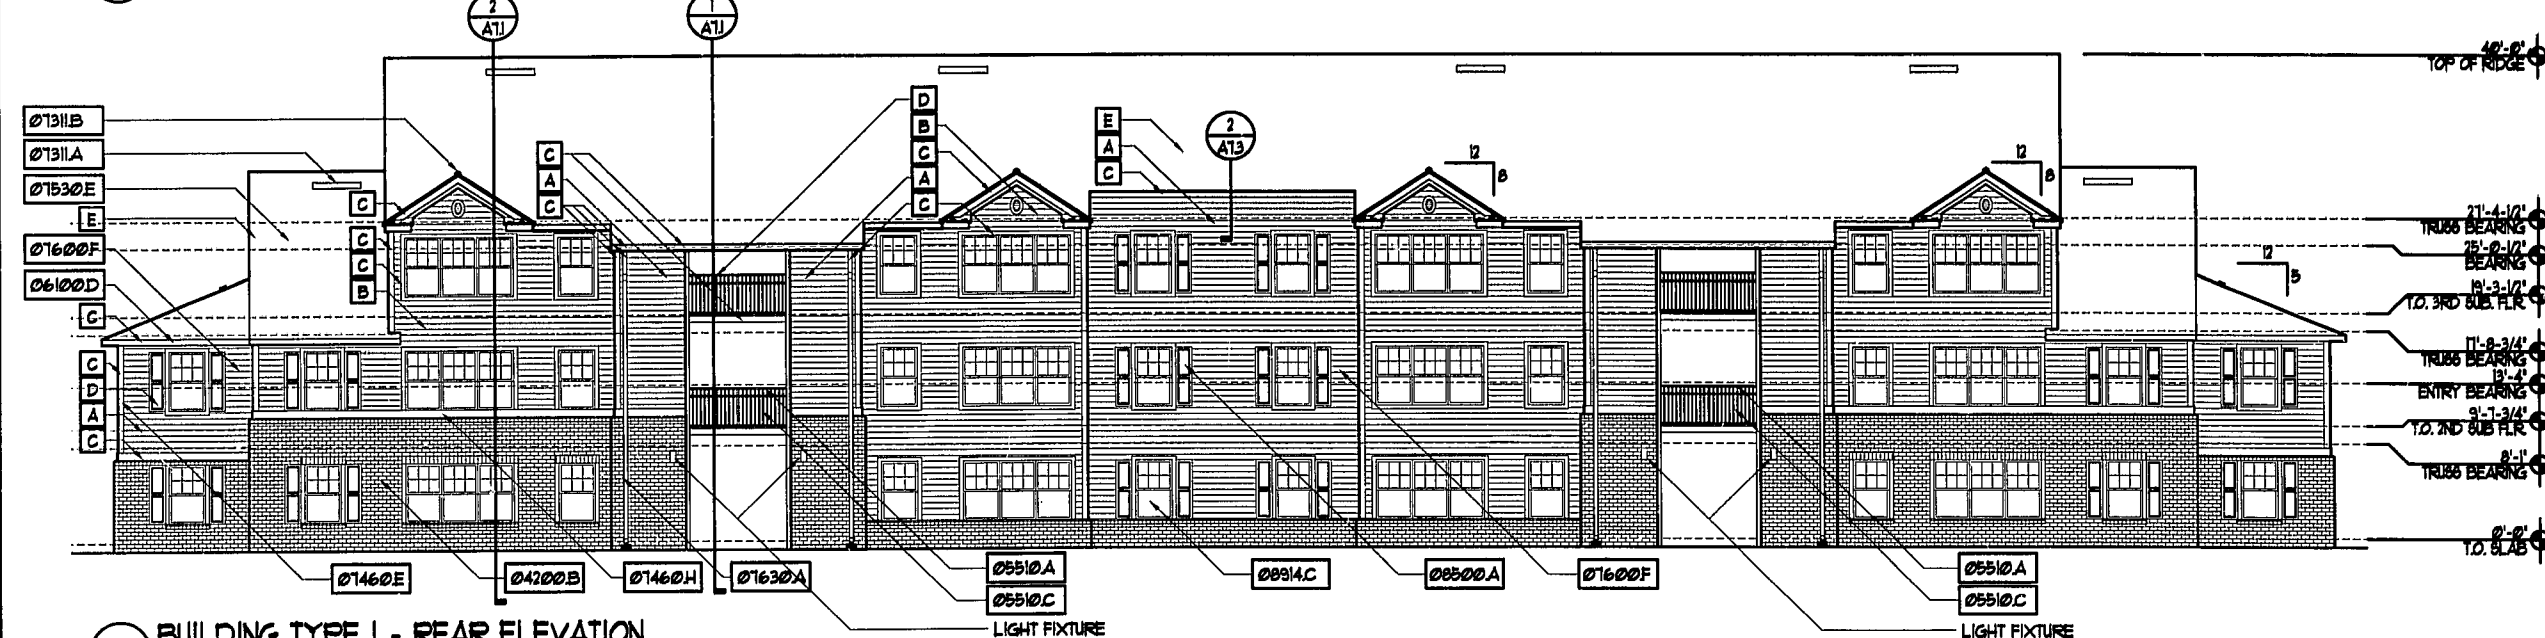 2
A7.1
1
A7.1
40'-0"
TOP OF RIDGE
07311.B
07311.A
07530.E
E
07600.F
06100.D
C
C
D
A
C
C
C
C
B
C
A
C
D
B
C
A
C
E
A
C
2
A7.3
12
8
12
8
12
5
27'-4-1/2"
TRUSS BEARING
25'-0-1/2"
BEARING
19'-3-1/2"
T.O. 3RD SUB. FLR.
17'-8-3/4"
TRUSS BEARING
13'-4"
ENTRY BEARING
9'-7-3/4"
T.O. 2ND SUB FLR.
8'-1"
TRUSS BEARING
0'-0"
T.O. SLAB
07460.E
04200.B
07460.H
07630.A
05510.A
05510.C
LIGHT FIXTURE
08914.C
08500.A
07600.F
05510.A
05510.C
LIGHT FIXTURE
BUILDING TYPE I - REAR ELEVATION